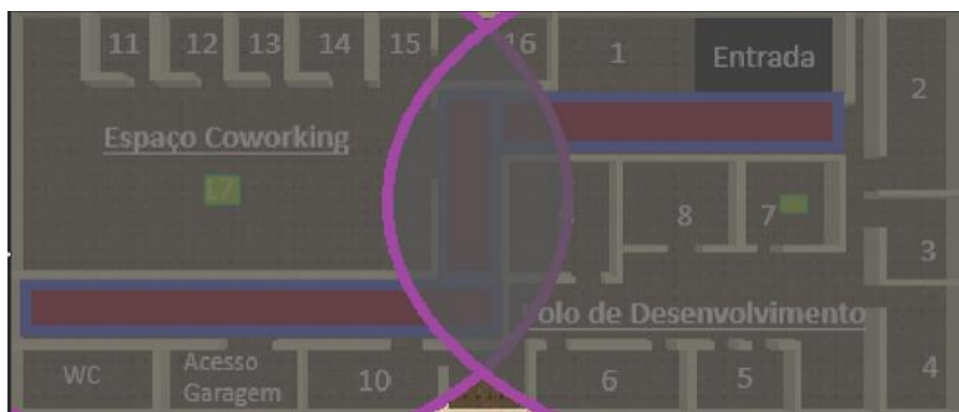 11 12 13 14 15 16 1 Entrada
2
Espaço Coworking
17
8 7
3
olo de Desenvolvimento
WC Acesso
Garagem
10 6 5 4